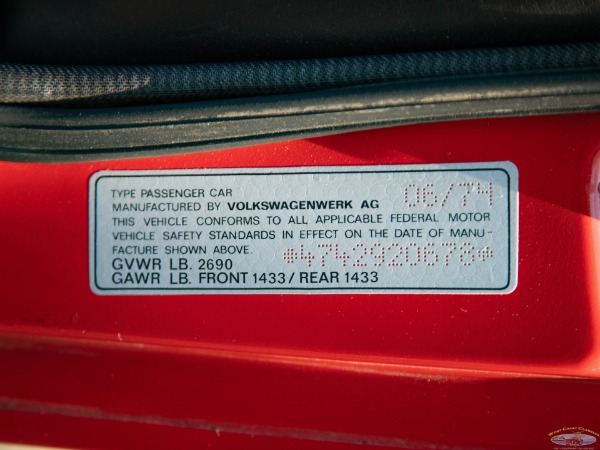 TYPE PASSENGER CAR 06/74
MANUFACTURED BY VOLKSWAGENWERK AG
THIS VEHICLE CONFORMS TO ALL APPLICABLE FEDERAL MOTOR
VEHICLE SAFETY STANDARDS IN EFFECT ON THE DATE OF MANU-
FACTURE SHOWN ABOVE. *4742920678*
GVWR LB. 2690
GAWR LB. FRONT 1433 / REAR 1433